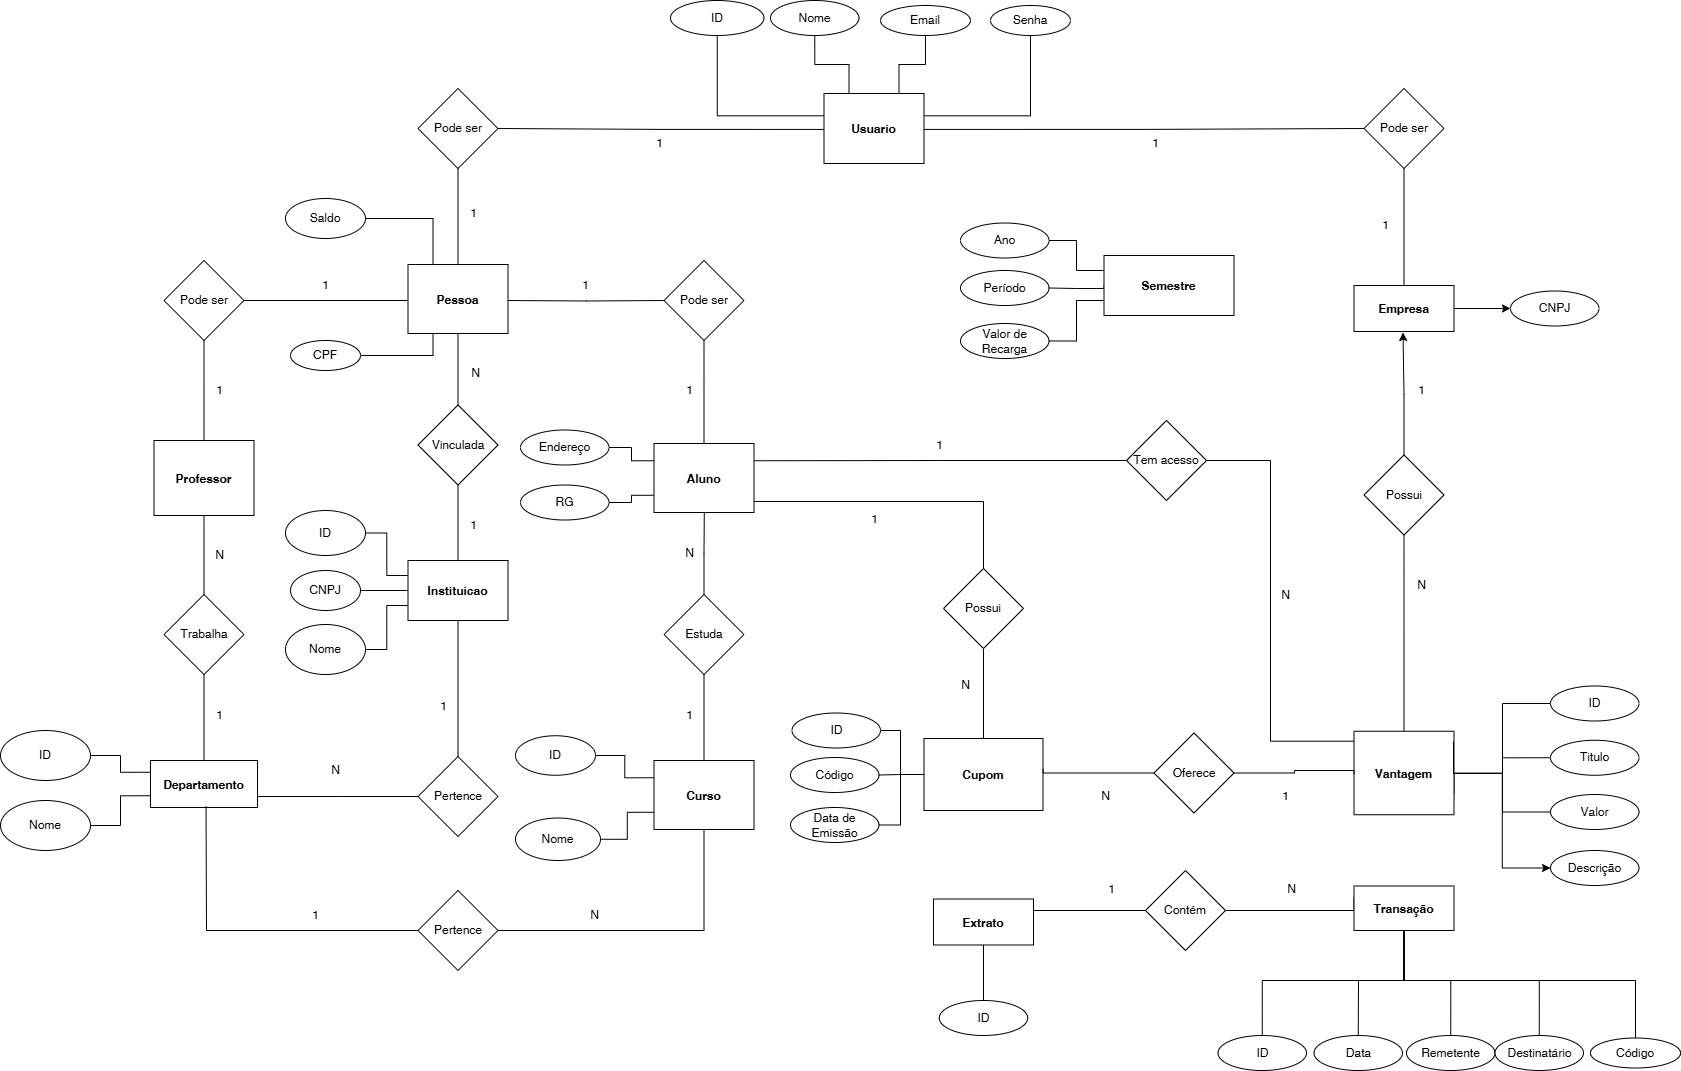 ID
Nome
Email
Senha
Pode ser
1
Usuario
1
Pode ser
Saldo
1
1
Ano
Período
Valor de
Recarga
Semestre
Pode ser
1
Pessoa
1
Pode ser
Empresa
CNPJ
CPF
N
1
1
1
Vinculada
Professor
Endereço
RG
Aluno
1
Tem acesso
1
Possui
N
1
N
ID
CNPJ
Nome
Instituicao
N
N
Trabalha
Estuda
Possui
N
1
1
1
ID
Nome
Departamento
N
Pertence
ID
Nome
Curso
ID
Código
Data de
Emissão
Cupom
N
Oferece
1
Vantagem
ID
Titulo
Valor
Descrição
1
Pertence
N
Extrato
1
Contém
N
Transação
ID
ID
Data
Remetente
Destinatário
Código